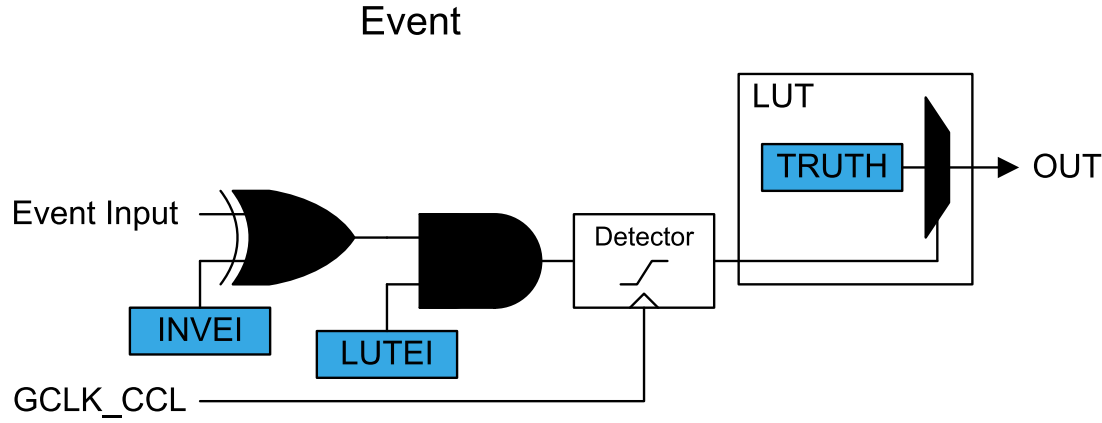 Event
LUT
TRUTH
OUT
Event Input
Detector
INVEI
LUTEI
GCLK_CCL